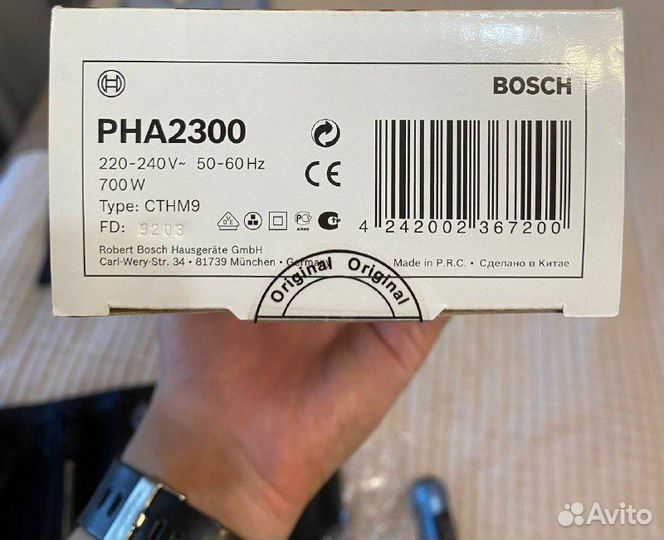 BOSCH
PHA2300
220-240V~ 50-60Hz
700W
Type: CTHM9
FD: 9203
CE
4 242002 367200
Robert Bosch Hausgeräte GmbH
Carl-Wery-Str. 34 • 81739 München • Germany
Made in P.R.C. • Сделано в Китае
Original Original
Avito